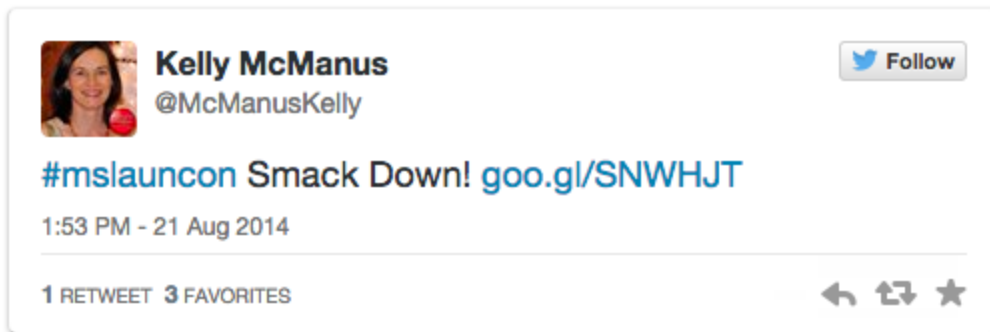 Kelly McManus
Follow
@McManusKelly
#mslauncon Smack Down! goo.gl/SNWHJT
1:53 PM - 21 Aug 2014
1 RETWEET 3 FAVORITES